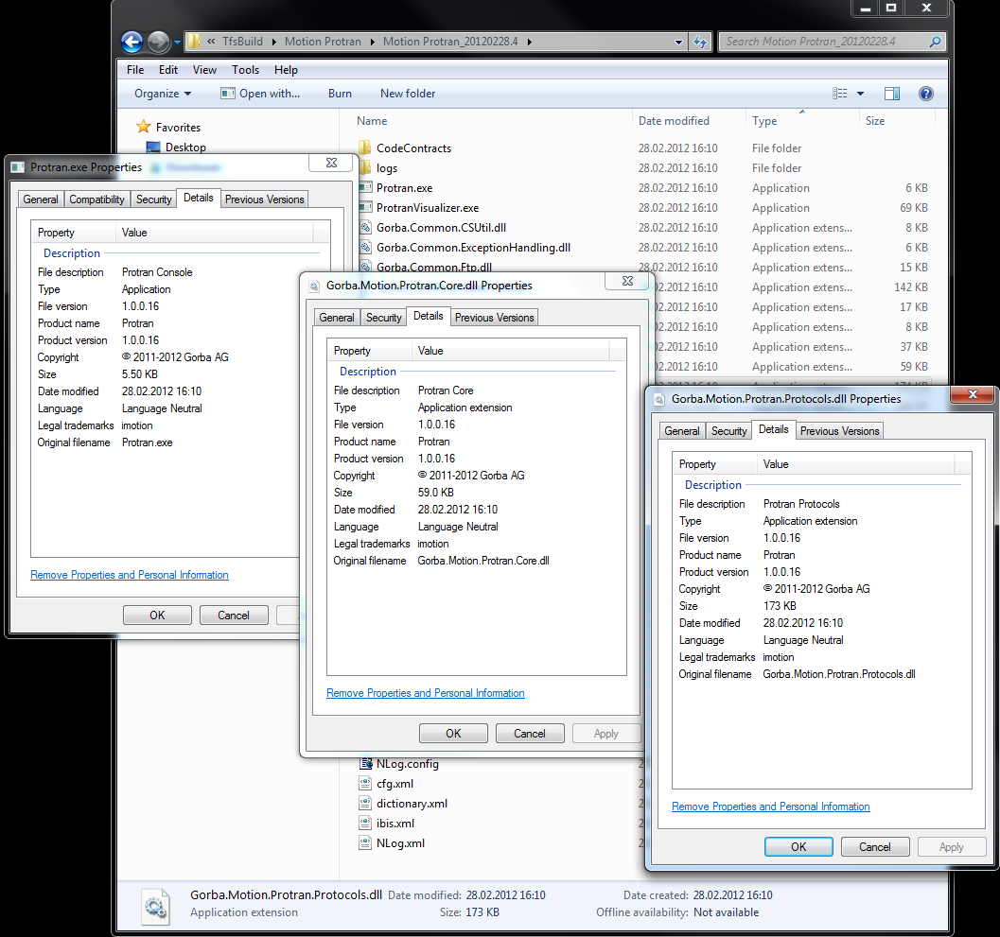 « TfsBuild Motion Protran Motion Protran_20120228.4
Search Motion Protran_20120228.4
File Edit View Tools Help
Organize Open with... Burn New folder
Favorites
Desktop
Downloads
Name Date modified Type Size
CodeContracts 28.02.2012 16:10 File folder
logs 28.02.2012 16:10 File folder
Protran.exe 28.02.2012 16:10 Application 6 KB
ProtranVisualizer.exe 28.02.2012 16:10 Application 69 KB
Gorba.Common.CSUtil.dll 28.02.2012 16:10 Application extens... 8 KB
Gorba.Common.ExceptionHandling.dll 28.02.2012 16:10 Application extens... 6 KB
Gorba.Common.Ftp.dll 28.02.2012 16:10 Application extens... 15 KB
02.2012 16:10 Application extens... 142 KB
02.2012 16:10 Application extens... 17 KB
02.2012 16:10 Application extens... 8 KB
02.2012 16:10 Application extens... 37 KB
02.2012 16:10 Application extens... 59 KB
02.2012 16:10 Application extens... 174 KB
NLog.config
cfg.xml
dictionary.xml
ibis.xml
NLog.xml
Protran.exe Properties
General Compatibility Security Details Previous Versions
Property Value
Description
File description Protran Console
Type Application
File version 1.0.0.16
Product name Protran
Product version 1.0.0.16
Copyright © 2011-2012 Gorba AG
Size 5.50 KB
Date modified 28.02.2012 16:10
Language Language Neutral
Legal trademarks imotion
Original filename Protran.exe
Remove Properties and Personal Information
OK Cancel
Gorba.Motion.Protran.Core.dll Properties
General Security Details Previous Versions
Property Value
Description
File description Protran Core
Type Application extension
File version 1.0.0.16
Product name Protran
Product version 1.0.0.16
Copyright © 2011-2012 Gorba AG
Size 59.0 KB
Date modified 28.02.2012 16:10
Language Language Neutral
Legal trademarks imotion
Original filename Gorba.Motion.Protran.Core.dll
Remove Properties and Personal Information
OK Cancel Apply
Gorba.Motion.Protran.Protocols.dll Properties
General Security Details Previous Versions
Property Value
Description
File description Protran Protocols
Type Application extension
File version 1.0.0.16
Product name Protran
Product version 1.0.0.16
Copyright © 2011-2012 Gorba AG
Size 173 KB
Date modified 28.02.2012 16:10
Language Language Neutral
Legal trademarks imotion
Original filename Gorba.Motion.Protran.Protocols.dll
Remove Properties and Personal Information
OK Cancel Apply
Gorba.Motion.Protran.Protocols.dll Date modified: 28.02.2012 16:10 Date created: 28.02.2012 16:10
Application extension Size: 173 KB Offline availability: Not available